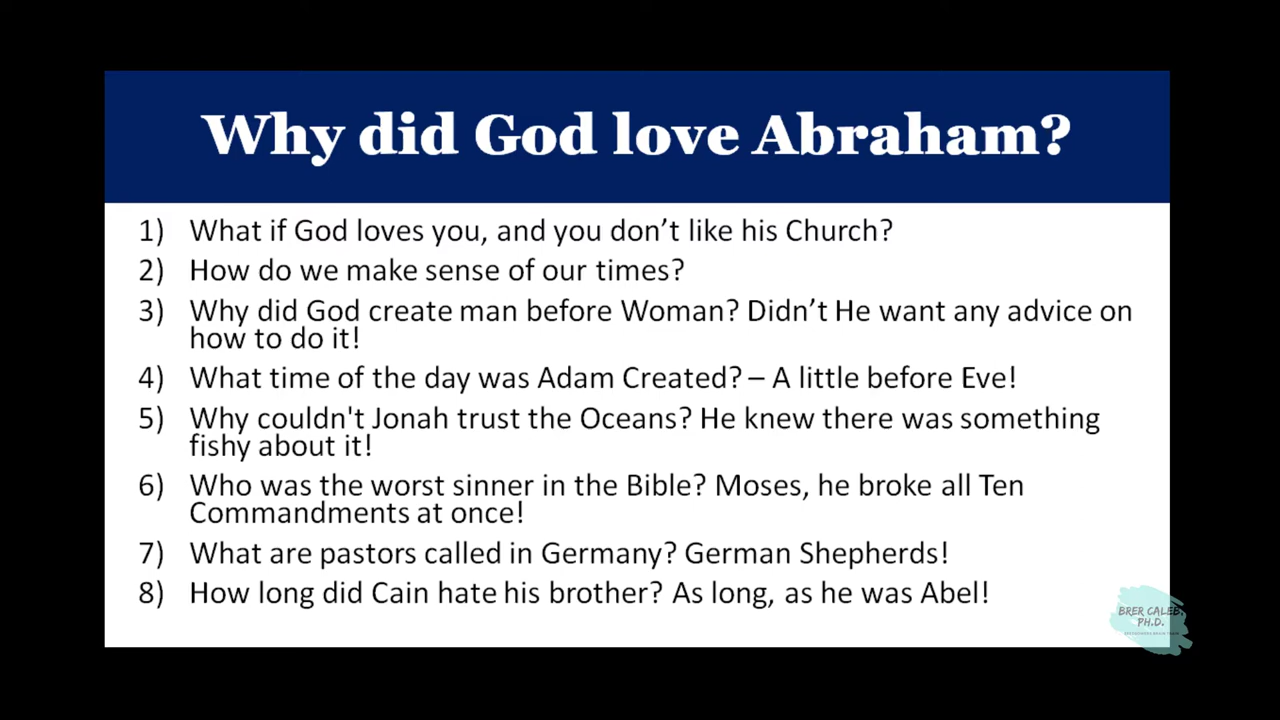 Why did God love Abraham?
1) What if God loves you, and you don’t like his Church?
2) How do we make sense of our times?
3) Why did God create man before Woman? Didn’t He want any advice on
how to do it!
4) What time of the day was Adam Created? – A little before Eve!
5) Why couldn't Jonah trust the Oceans? He knew there was something
fishy about it!
6) Who was the worst sinner in the Bible? Moses, he broke all Ten
Commandments at once!
7) What are pastors called in Germany? German Shepherds!
8) How long did Cain hate his brother? As long, as he was Abel!
BRER CALEB,
PH.D.